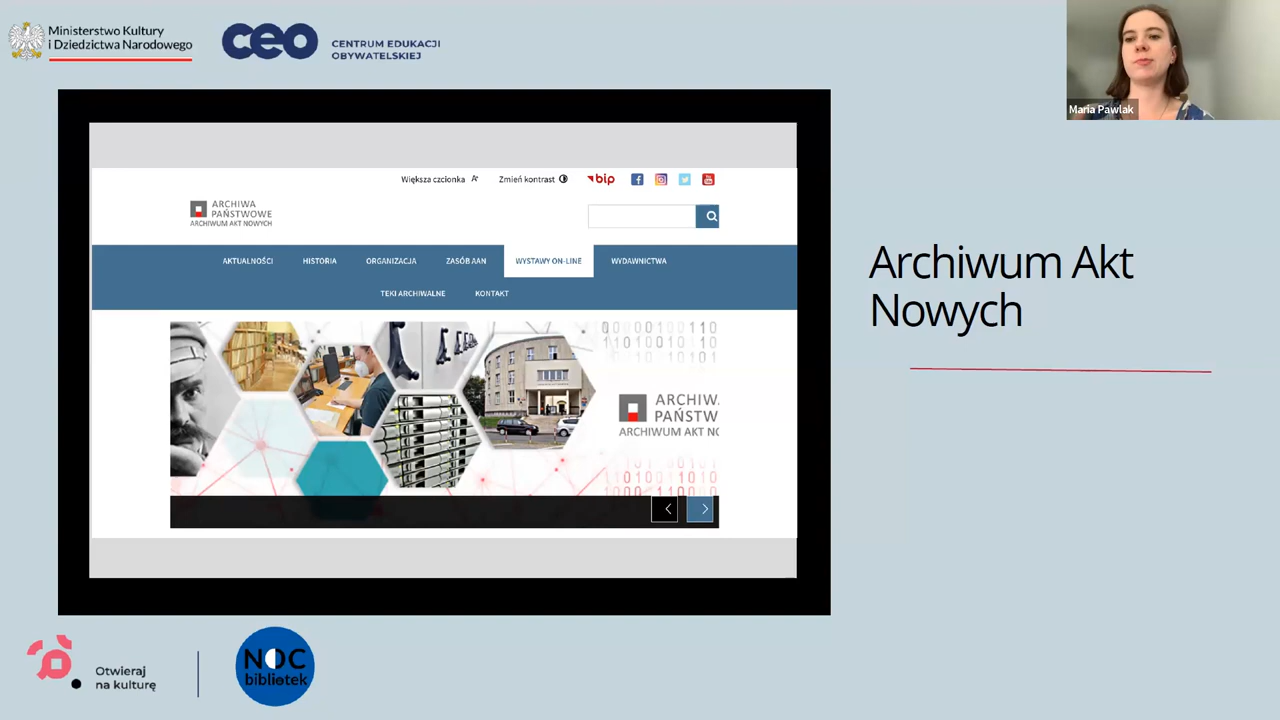 Ministerstwo Kultury
i Dziedzictwa Narodowego
ceo
CENTRUM EDUKACJI
OBYWATELSKIEJ
Maria Pawlak
Większa czcionka A+
Zmień kontrast
bip
ARCHIWA
PAŃSTWOWE
ARCHIWUM AKT NOWYCH
AKTUALNOŚCI
HISTORIA
ORGANIZACJA
ZASÓB AAN
WYSTAWY ON-LINE
WYDAWNICTWA
TEKI ARCHIWALNE
KONTAKT
ARCHIWA
PAŃSTW
ARCHIWUM AKT NO
Archiwum Akt
Nowych
Otwieraj
na kulturę
NOC
bibliotek